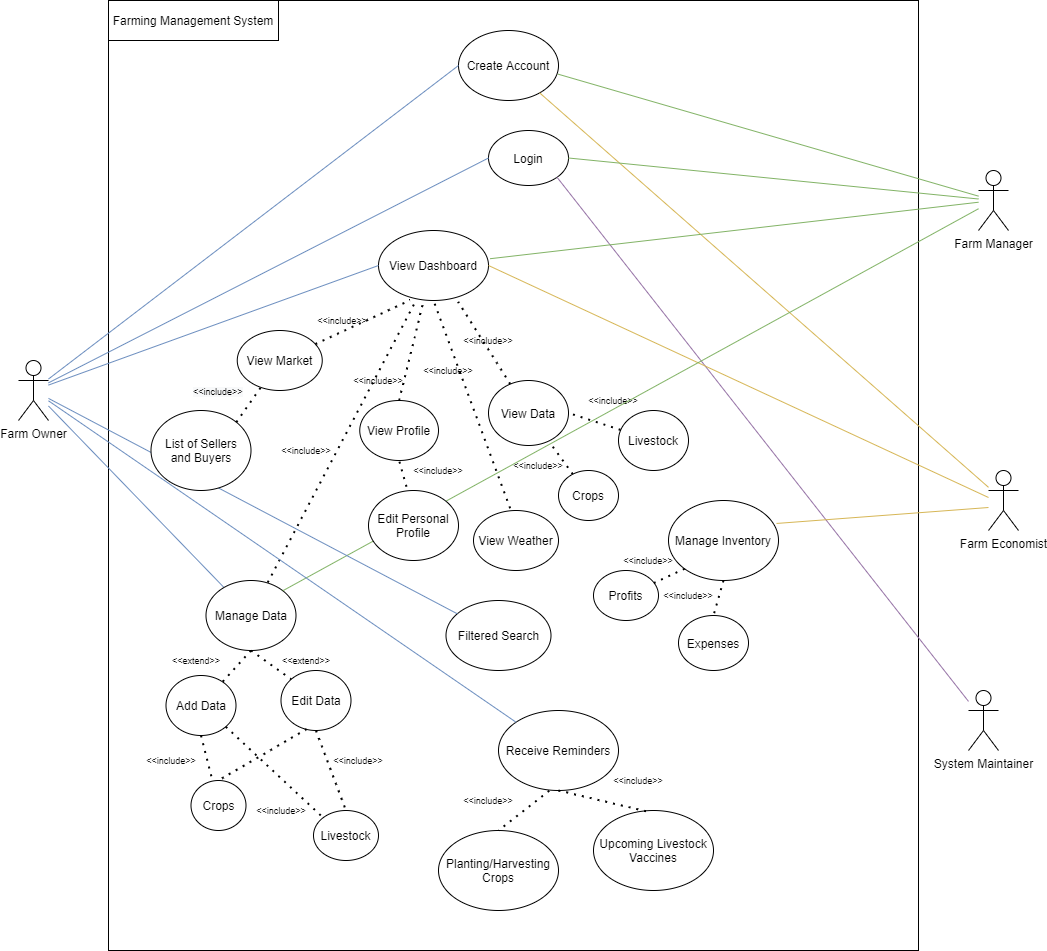 Farming Management System
Create Account
Login
Farm Manager
View Dashboard
<<include>>
<<include>>
View Market
<<include>>
<<include>>
<<include>>
<<include>>
View Data
Livestock
Farm Owner
View Profile
List of Sellers
and Buyers
<<include>>
<<include>>
<<include>>
Crops
Edit Personal
Profile
View Weather
Manage Inventory
Farm Economist
<<include>>
Profits
<<include>>
Manage Data
Filtered Search
Expenses
<<extend>>
<<extend>>
Add Data
Edit Data
Receive Reminders
<<include>>
<<include>>
System Maintainer
<<include>>
<<include>>
<<include>>
Crops
Livestock
Planting/Harvesting
Crops
Upcoming Livestock
Vaccines